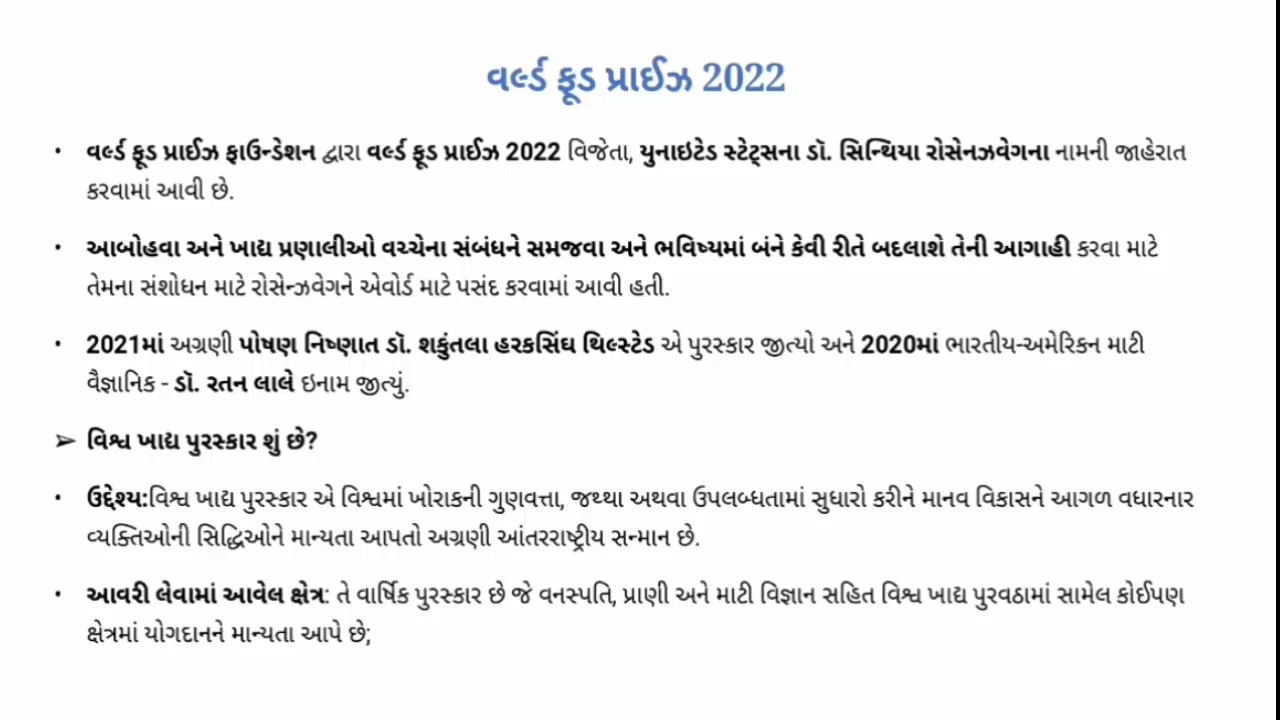 વર્લ્ડ ફૂડ પ્રાઈઝ 2022
• વર્લ્ડ ફૂડ પ્રાઈઝ ફાઉન્ડેશન દ્વારા વર્લ્ડ ફૂડ પ્રાઈઝ 2022 વિજેતા, યુનાઇટેડ સ્ટેટ્સના ડૉ. સિન્થિયા રોસેનઝવેગના નામની જાહેરાત
કરવામાં આવી છે.
• આબોહવા અને ખાદ્ય પ્રણાલીઓ વચ્ચેના સંબંધને સમજવા અને ભવિષ્યમાં બંને કેવી રીતે બદલાશે તેની આગાહી કરવા માટે
તેમના સંશોધન માટે રોસેન્ઝવેગને એવોર્ડ માટે પસંદ કરવામાં આવી હતી.
• 2021માં અગ્રણી પોષણ નિષ્ણાત ડૉ. શકુંતલા હરકસિંઘ થિલ્સ્ટેડ એ પુરસ્કાર જીત્યો અને 2020માં ભારતીય-અમેરિકન માટી
વૈજ્ઞાનિક - ડૉ. રતન લાલે ઇનામ જીત્યું.
➢ વિશ્વ ખાદ્ય પુરસ્કાર શું છે?
• ઉદ્દેશ્ય:વિશ્વ ખાદ્ય પુરસ્કાર એ વિશ્વમાં ખોરાકની ગુણવત્તા, જથ્થા અથવા ઉપલબ્ધતામાં સુધારો કરીને માનવ વિકાસને આગળ વધારનાર
વ્યક્તિઓની સિદ્ધિઓને માન્યતા આપતો અગ્રણી આંતરરાષ્ટ્રીય સન્માન છે.
• આવરી લેવામાં આવેલ ક્ષેત્ર: તે વાર્ષિક પુરસ્કાર છે જે વનસ્પતિ, પ્રાણી અને માટી વિજ્ઞાન સહિત વિશ્વ ખાદ્ય પુરવઠામાં સામેલ કોઈપણ
ક્ષેત્રમાં યોગદાનને માન્યતા આપે છે;